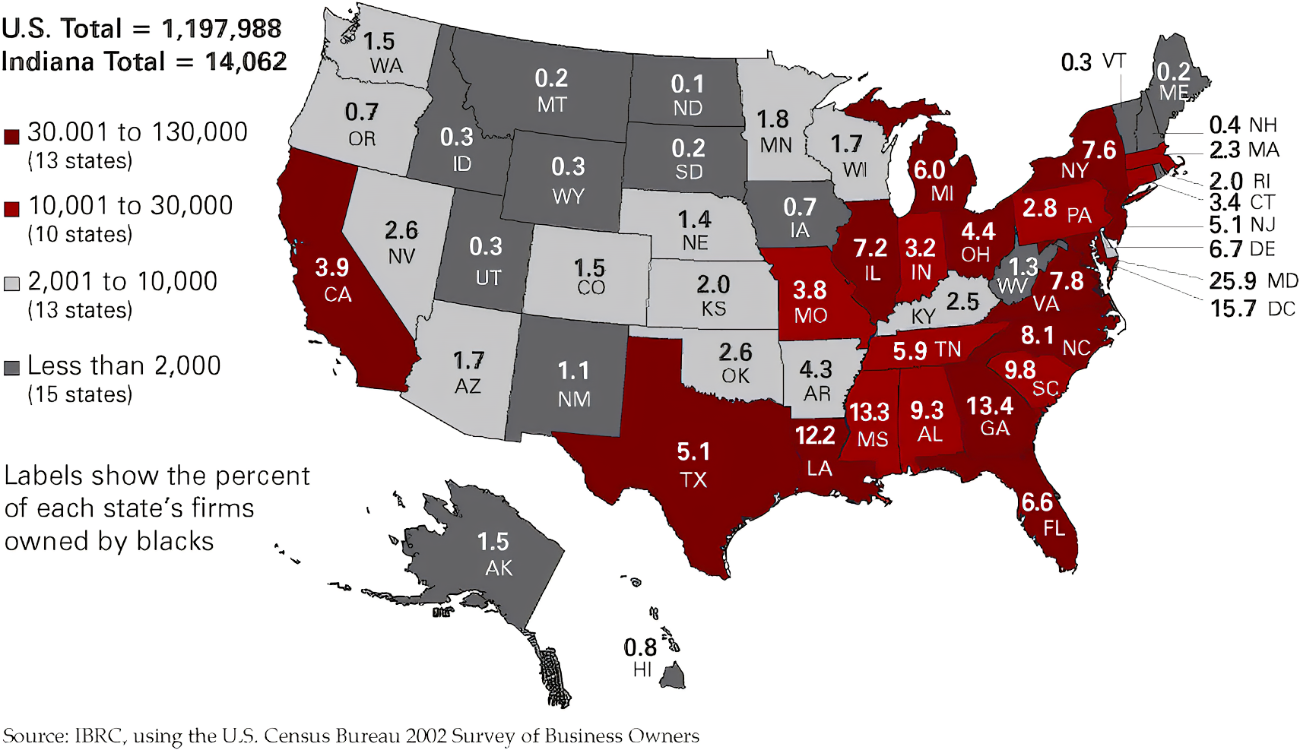 U.S. Total = 1,197,988
Indiana Total = 14,062
30.001 to 130,000
(13 states)
10,001 to 30,000
(10 states)
2,001 to 10,000
(13 states)
Less than 2,000
(15 states)
Labels show the percent
of each state's firms
owned by blacks
1.5
WA
0.7
OR
3.9
CA
2.6
NV
0.3
ID
0.2
MT
0.3
WY
0.3
UT
1.5
CO
1.7
AZ
1.1
NM
0.1
ND
0.2
SD
1.4
NE
2.0
KS
2.6
OK
5.1
TX
1.8
MN
0.7
IA
3.8
MO
4.3
AR
12.2
LA
1.7
WI
7.2
IL
6.0
MI
3.2
IN
4.4
OH
KY 2.5
5.9 TN
13.3
MS
9.3
AL
13.4
GA
6.6
FL
9.8
SC
8.1 NC
7.8
VA
1.3
WV
2.8 PA
7.6
NY
0.3 VT
0.2
ME
0.4 NH
2.3 MA
2.0 RI
3.4 CT
5.1 NJ
6.7 DE
25.9 MD
15.7 DC
1.5
AK
0.8
HI
Source: IBRC, using the U.S. Census Bureau 2002 Survey of Business Owners